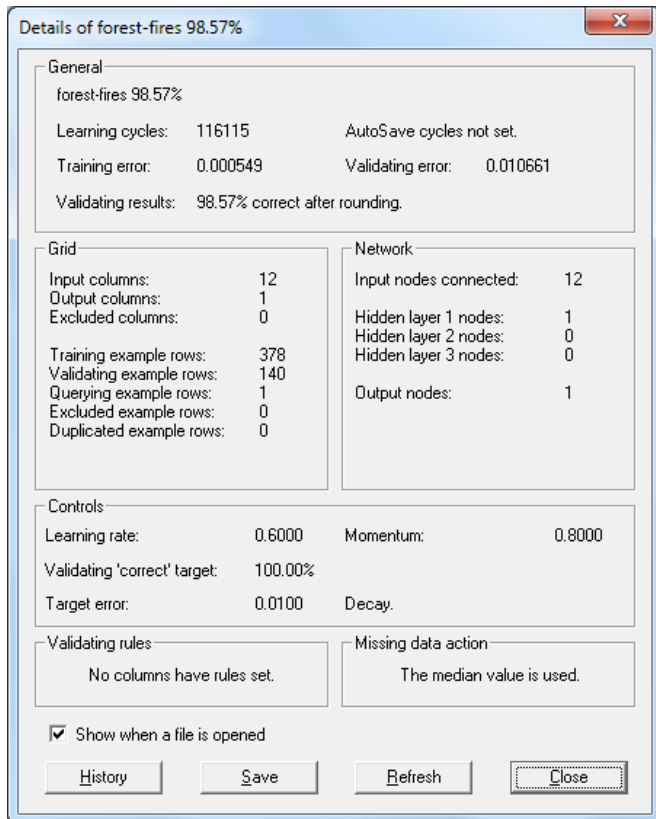 Details of forest-fires 98.57%
General
forest-fires 98.57%
Learning cycles: 116115 AutoSave cycles not set.
Training error: 0.000549 Validating error: 0.010661
Validating results: 98.57% correct after rounding.
Grid
Input columns: 12
Output columns: 1
Excluded columns: 0
Training example rows: 378
Validating example rows: 140
Querying example rows: 1
Excluded example rows: 0
Duplicated example rows: 0
Network
Input nodes connected: 12
Hidden layer 1 nodes: 1
Hidden layer 2 nodes: 0
Hidden layer 3 nodes: 0
Output nodes: 1
Controls
Learning rate: 0.6000 Momentum: 0.8000
Validating 'correct' target: 100.00%
Target error: 0.0100 Decay.
Validating rules
No columns have rules set.
Missing data action
The median value is used.
Show when a file is opened
History Save Refresh Close